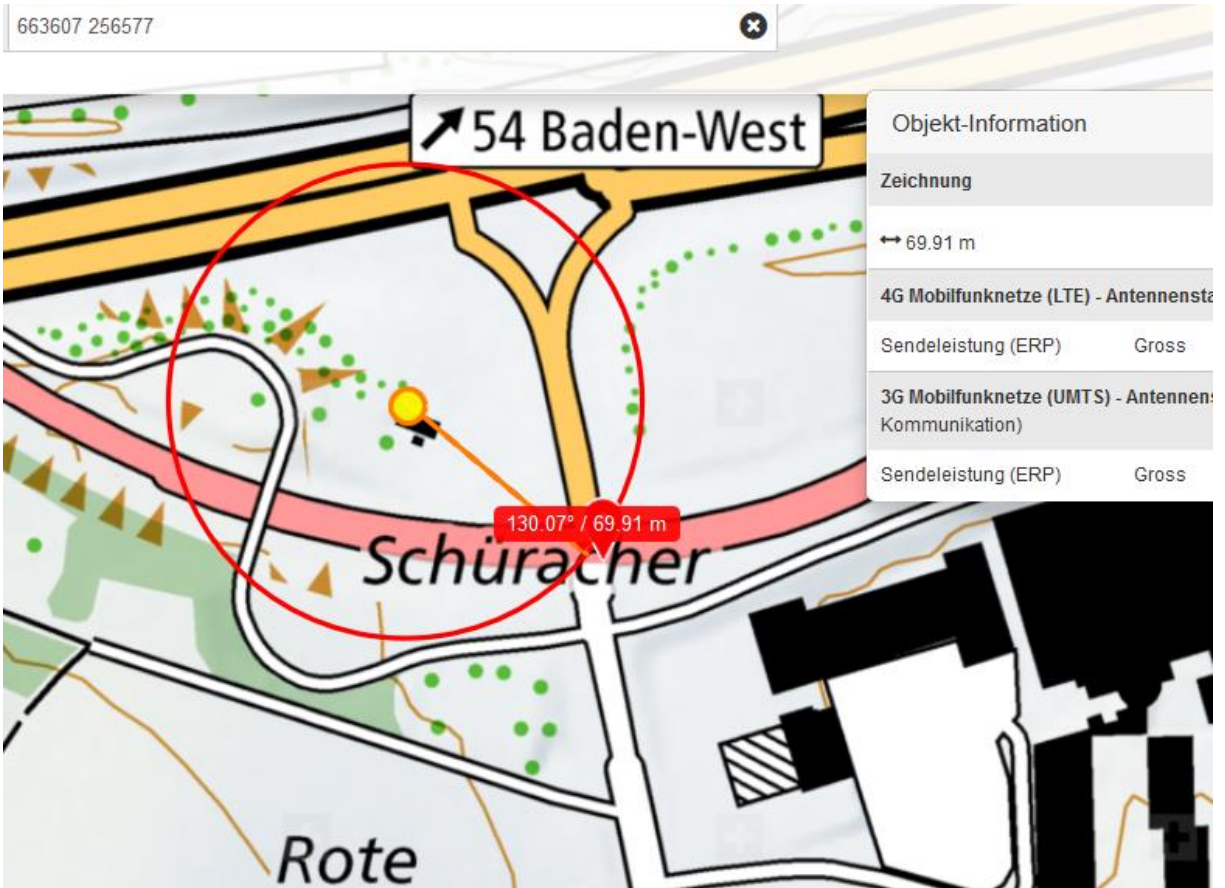 663607 256577
54 Baden-West
Objekt-Information
Zeichnung
69.91 m
4G Mobilfunknetze (LTE) - Antennensta
Sendeleistung (ERP) Gross
3G Mobilfunknetze (UMTS) - Antennens
Kommunikation)
Sendeleistung (ERP) Gross
130.07° / 69.91 m
Schüracher
Rote